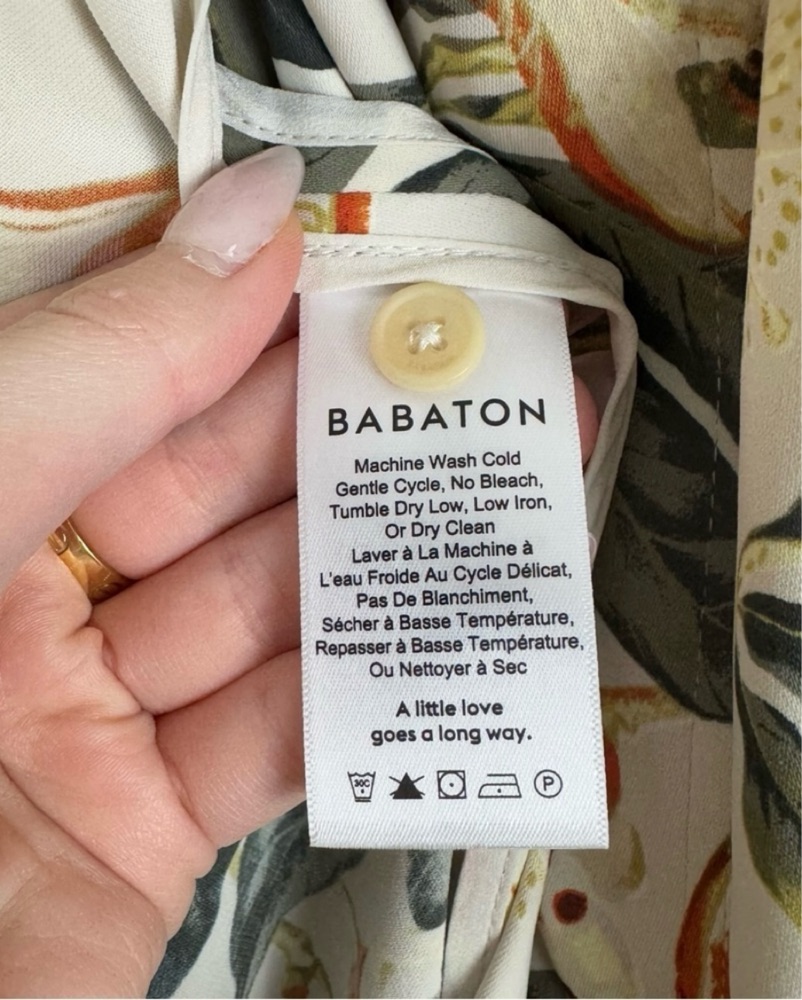 BABATON
Machine Wash Cold
Gentle Cycle, No Bleach,
Tumble Dry Low, Low Iron,
Or Dry Clean
Laver à La Machine à
L'eau Froide Au Cycle Délicat,
Pas De Blanchiment,
Sécher à Basse Température,
Repasser à Basse Température,
Ou Nettoyer à Sec
A little love
goes a long way.
30C P